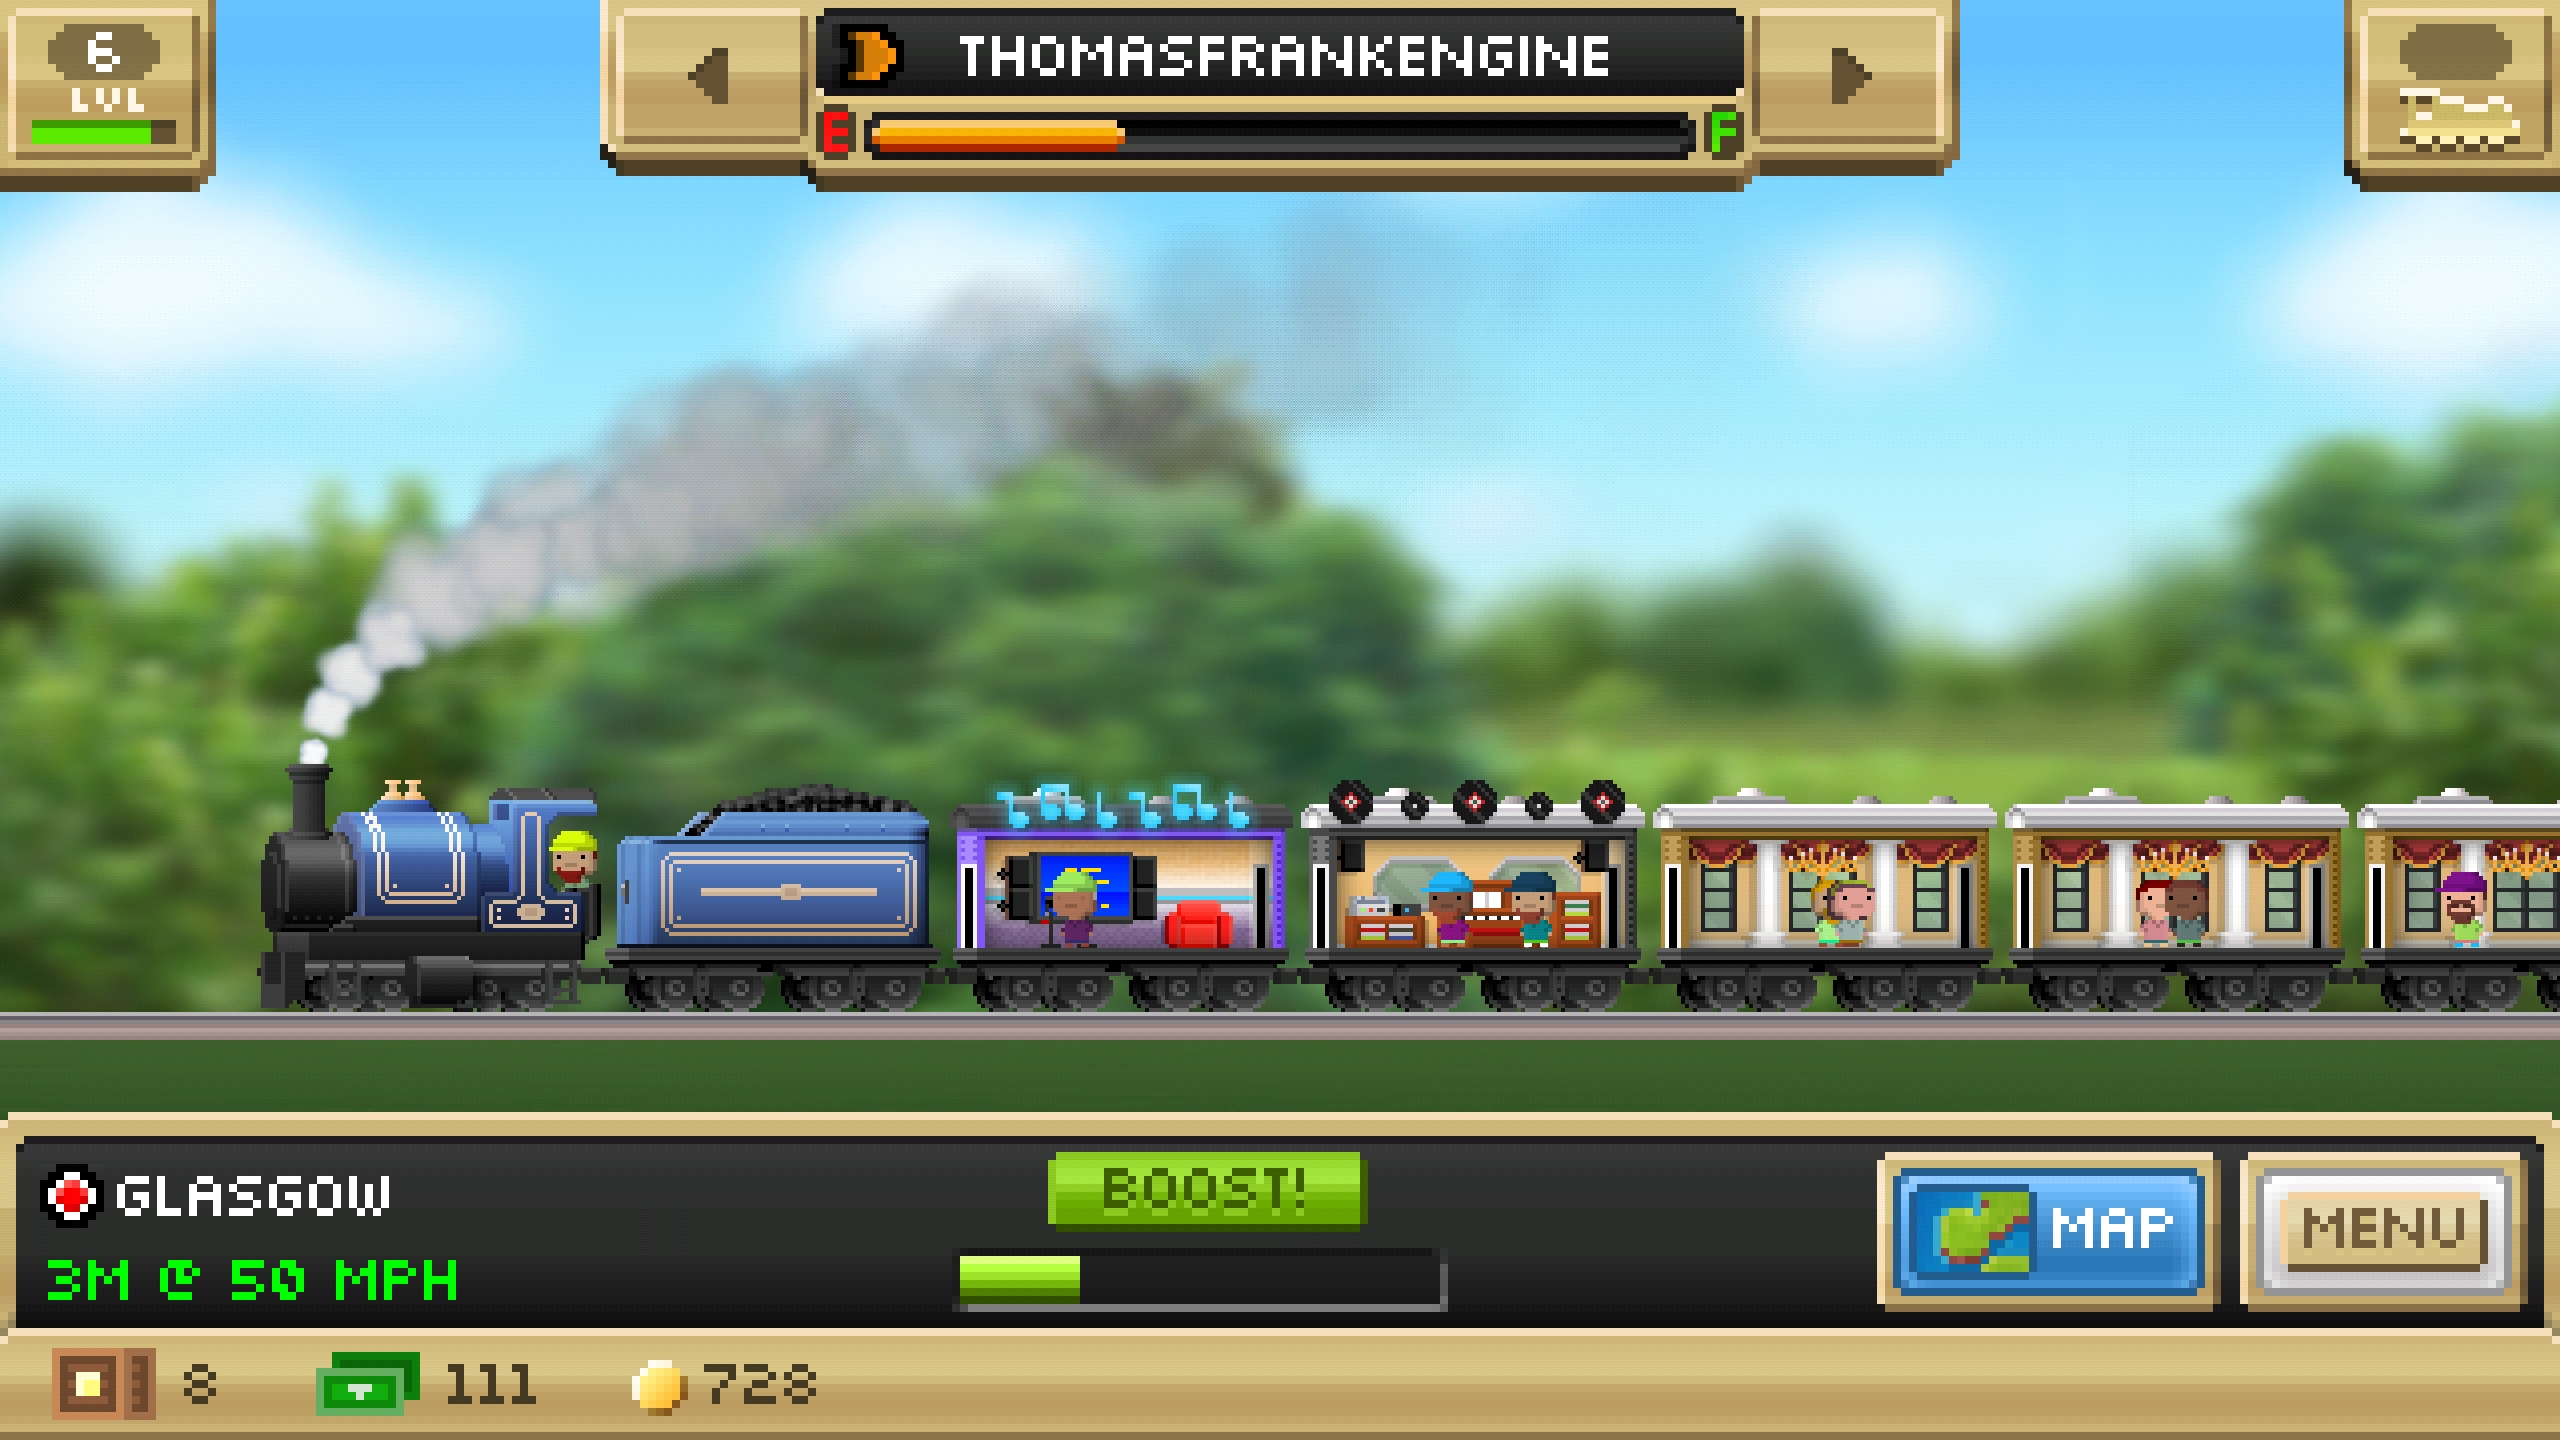 6
LVL
THOMASFRANKENGINE
E F
GLASGOW
3M @ 50 MPH
BOOST!
MAP
MENU
8 111 728